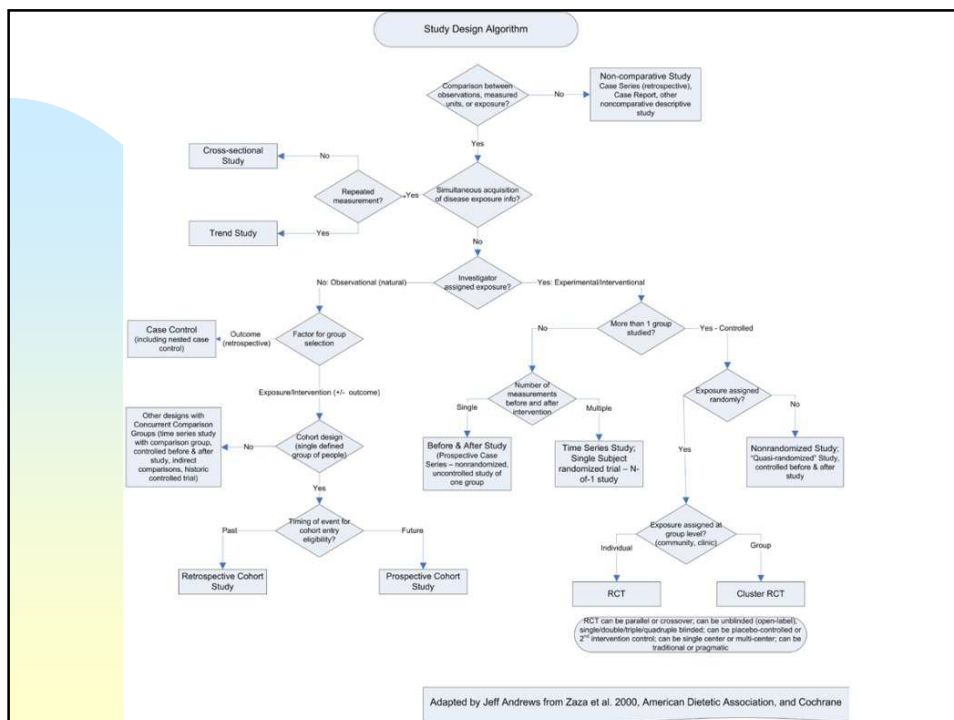 Study Design Algorithm
Comparison between
observations, measured
units, or exposure?
No
Non-comparative Study
Case Series (retrospective),
Case Report, other
noncomparative descriptive
study
Yes
Cross-sectional
Study
No
Repeated
measurement?
Yes
Simultaneous acquisition
of disease exposure info?
Trend Study
Yes
No
No: Observational (natural)
Investigator
assigned exposure?
Yes: Experimental/Interventional
Case Control
(including nested case
control)
Outcome
(retrospective)
Factor for group
selection
No
More than 1 group
studied?
Yes - Controlled
Exposure/Intervention (+/- outcome)
Number of
measurements
before and after
intervention
Single
Multiple
Exposure assigned
randomly?
No
Yes
Other designs with
Concurrent Comparison
Groups (time series study
with comparison group,
controlled before & after
study, indirect
comparisons, historic
controlled trial)
No
Cohort design
(single defined
group of people)
Before & After Study
(Prospective Case
Series – nonrandomized,
uncontrolled study of
one group
Time Series Study;
Single Subject
randomized trial – N-
of-1 study
Nonrandomized Study;
"Quasi-randomized" Study,
controlled before & after
study
Yes
Past
Timing of event for
cohort entry
eligibility?
Future
Individual
Exposure assigned at
group level?
(community, clinic)
Group
Retrospective Cohort
Study
Prospective Cohort
Study
RCT
Cluster RCT
RCT can be parallel or crossover; can be unblinded (open-label),
single/double/triple/quadruple blinded; can be placebo-controlled or
2nd intervention control; can be single center or multi-center; can be
traditional or pragmatic
Adapted by Jeff Andrews from Zaza et al. 2000, American Dietetic Association, and Cochrane